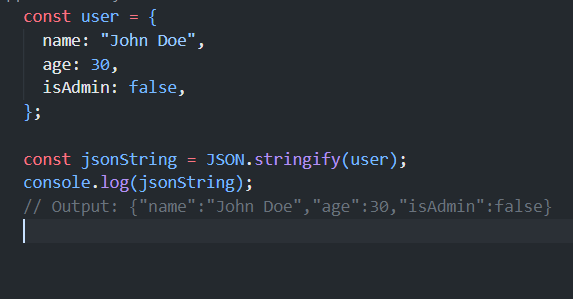 const user = {
  name: "John Doe",
  age: 30,
  isAdmin: false,
};
const jsonString = JSON.stringify(user);
console.log(jsonString);
// Output: {"name":"John Doe","age":30,"isAdmin":false}